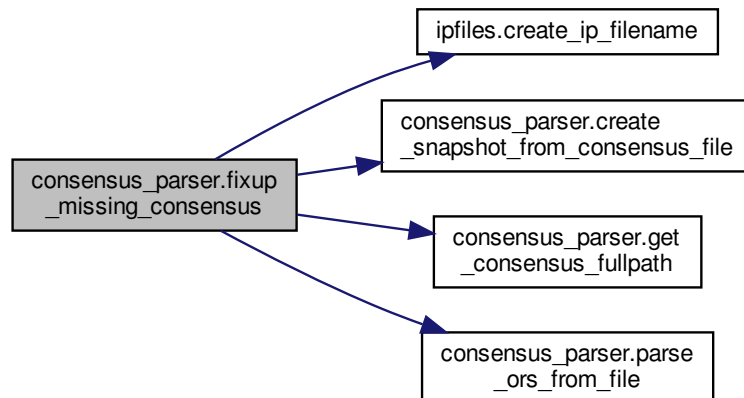 ipfiles.create_ip_filename
consensus_parser.create
_snapshot_from_consensus_file
consensus_parser.fixup
_missing_consensus
consensus_parser.get
_consensus_fullpath
consensus_parser.parse
_ors_from_file